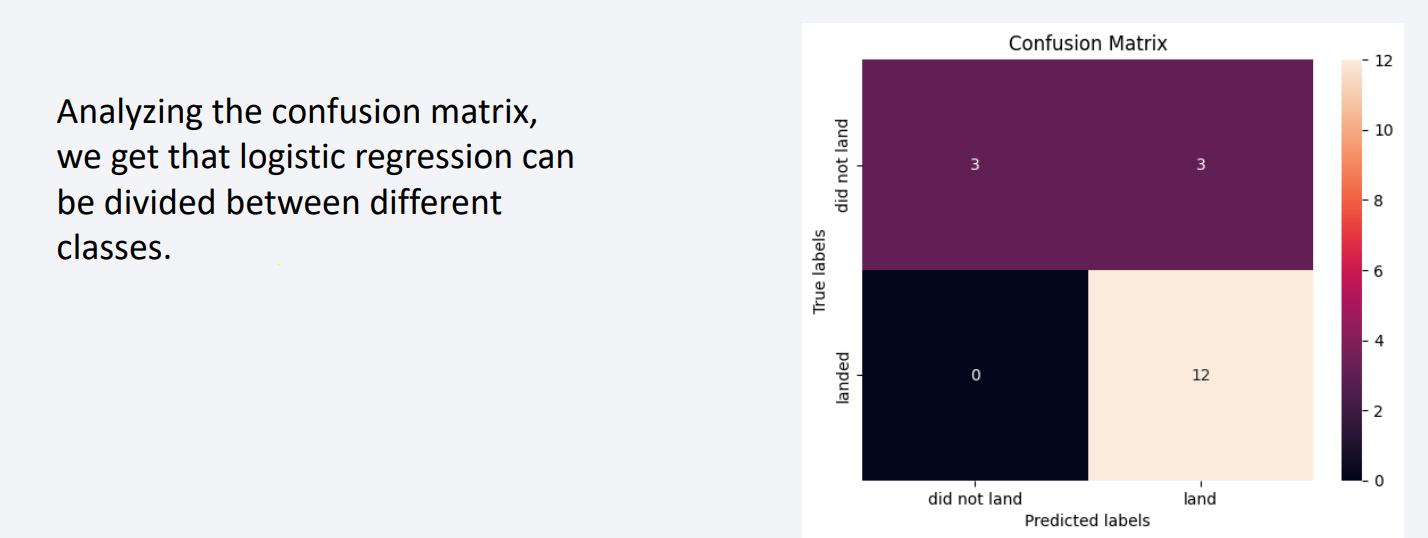 Analyzing the confusion matrix,
we get that logistic regression can
be divided between different
classes.
Confusion Matrix
True labels
did not land
landed
3
3
0
12
did not land
land
Predicted labels
12
10
8
6
4
2
0